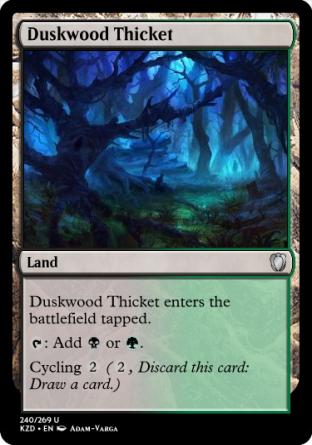 Duskwood Thicket
Land
Duskwood Thicket enters the
battlefield tapped.
: Add or .
Cycling 2 ( 2 , Discard this card:
Draw a card.)
240/269 U
KZD • EN Adam-Varga